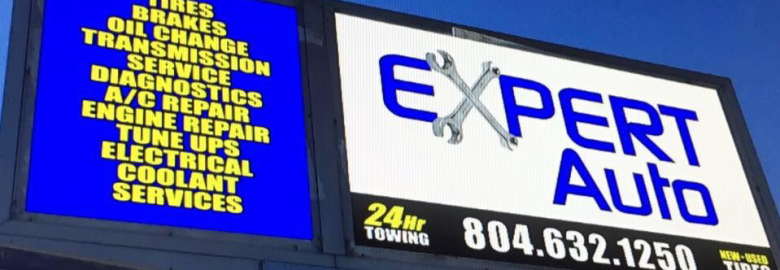 TIRES
BRAKES
OIL CHANGE
TRANSMISSION
SERVICE
DIAGNOSTICS
A/C REPAIR
ENGINE REPAIR
TUNE UPS
ELECTRICAL
COOLANT
SERVICES
EXPERT
Auto
24Hr
TOWING
804.632.1250
NEW-USED
TIRES